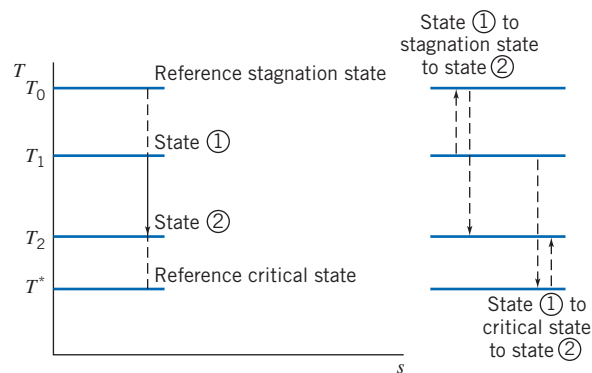 State ① to
stagnation state
to state ②
T
T₀
Reference stagnation state
State ①
T₁
State ②
T₂
Reference critical state
T*
State ① to
critical state
to state ②
s